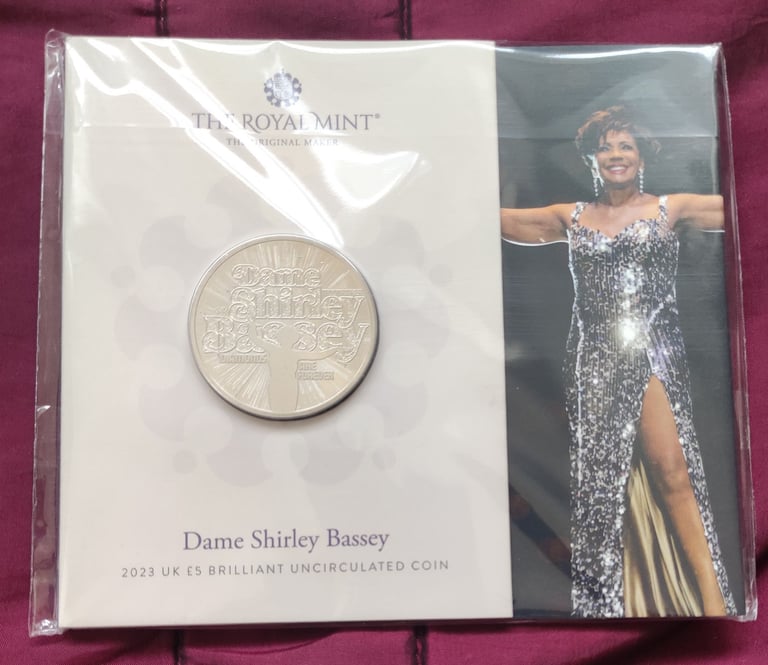 THE ROYAL MINT®
THE ORIGINAL MAKER
Dame
Shirley
Bassey
DIAMONDS ARE
FOREVER
Dame Shirley Bassey
2023 UK £5 BRILLIANT UNCIRCULATED COIN